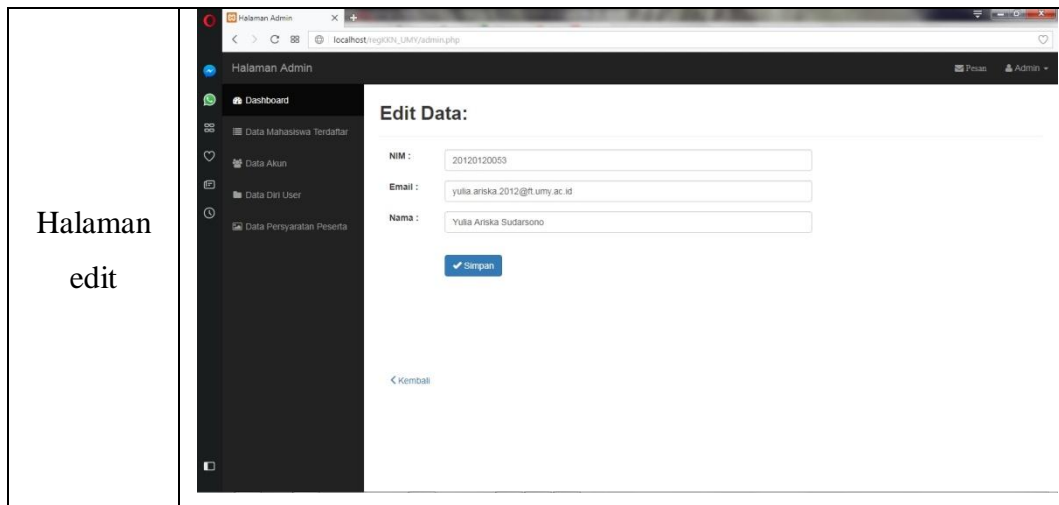 Halaman
edit
Halaman Admin
localhost/regKKN_UMY/admin.php
Halaman Admin
Pesan Admin
Dashboard
Data Mahasiswa Terdaftar
Data Akun
Data Diri User
Data Persyaratan Peserta
Edit Data:
NIM : 20120120053
Email : yulia.ariska.2012@ft.umy.ac.id
Nama : Yulia Ariska Sudarsono
Simpan
Kembali